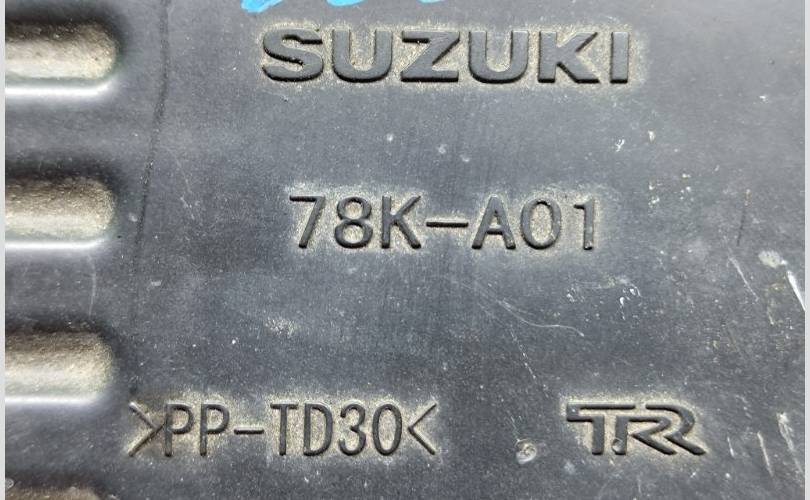 SUZUKI
78K-A01
>PP-TD30<
TR